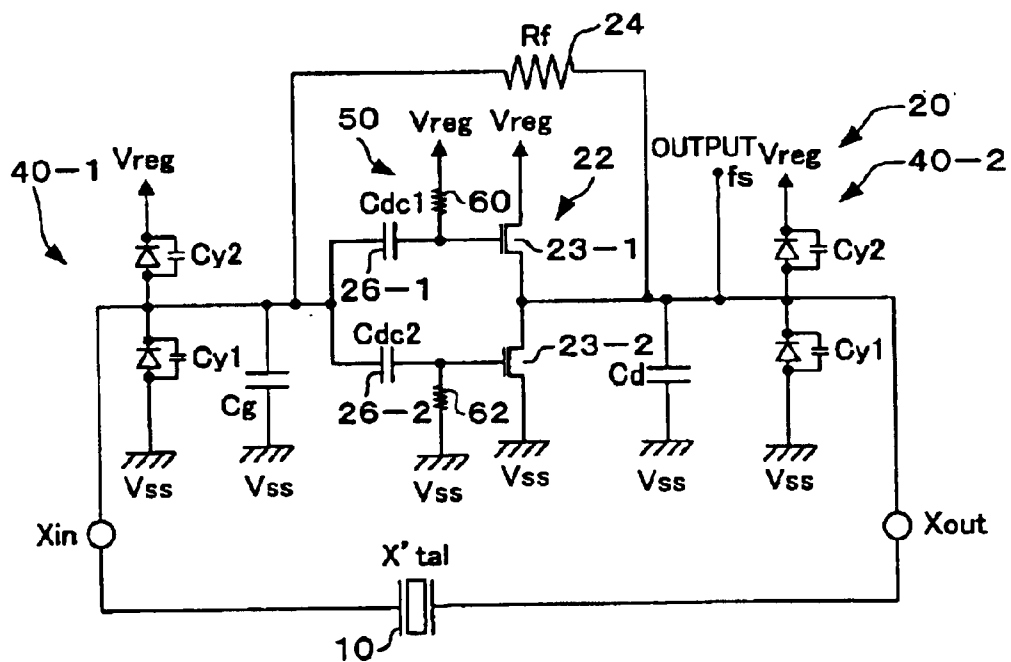 Rf 24
50 Vreg Vreg
20
OUTPUT Vreg
fs
40-2
40-1 Vreg
22
Cdc1 60
Cy2
26-1
23-1
Cy2
Cdc2
Cy1
23-2
Cg
26-2 62
Cd
Cy1
Vss Vss Vss Vss Vss Vss
Xin
Xout
X'tal
10